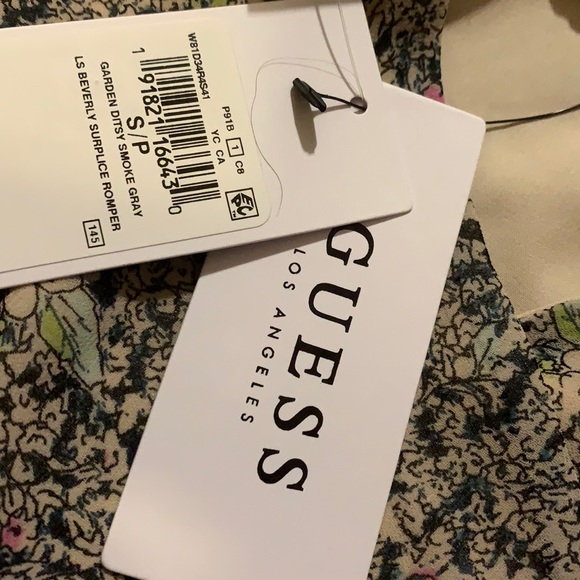 W81D34R4S41
P91B 1 C8
YC CA
1 91821 16643 0
S/P
GARDEN DITSY SMOKE GRAY
LS BEVERLY SURPLICE ROMPER
145
GUESS
LOS ANGELES